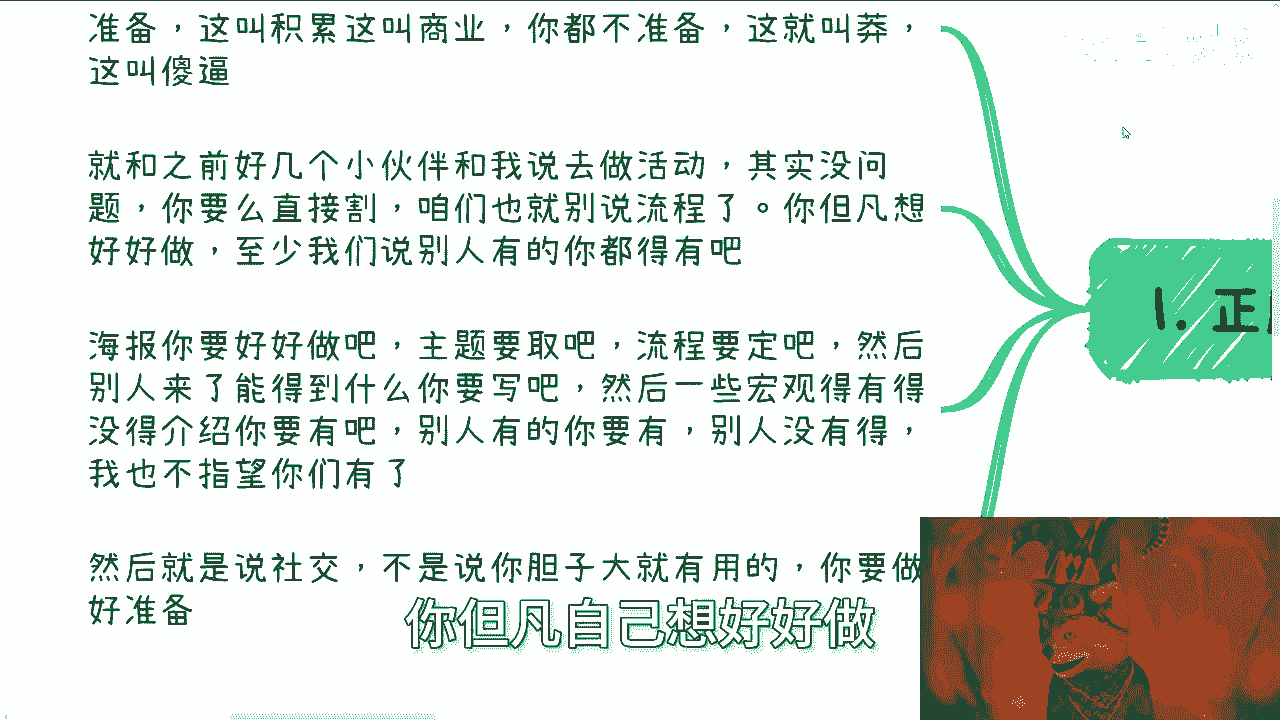 准备，这叫积累这叫商业，你都不准备，这就叫莽，
这叫傻逼
就和之前好几个小伙伴和我说去做活动，其实没问
题，你要么直接割，咱们也就别说流程了。你但凡想
好好做，至少我们说别人有的你都得有吧
海报你要好好做吧，主题要取吧，流程要定吧，然后
别人来了能得到什么你要写吧，然后一些宏观得有得
没得介绍你要有吧，别人有的你要有，别人没有得，
我也不指望你们有了
然后就是说社交，不是说你胆子大就有用的，你要做
好准备
1. 正
你但凡自己想好好做